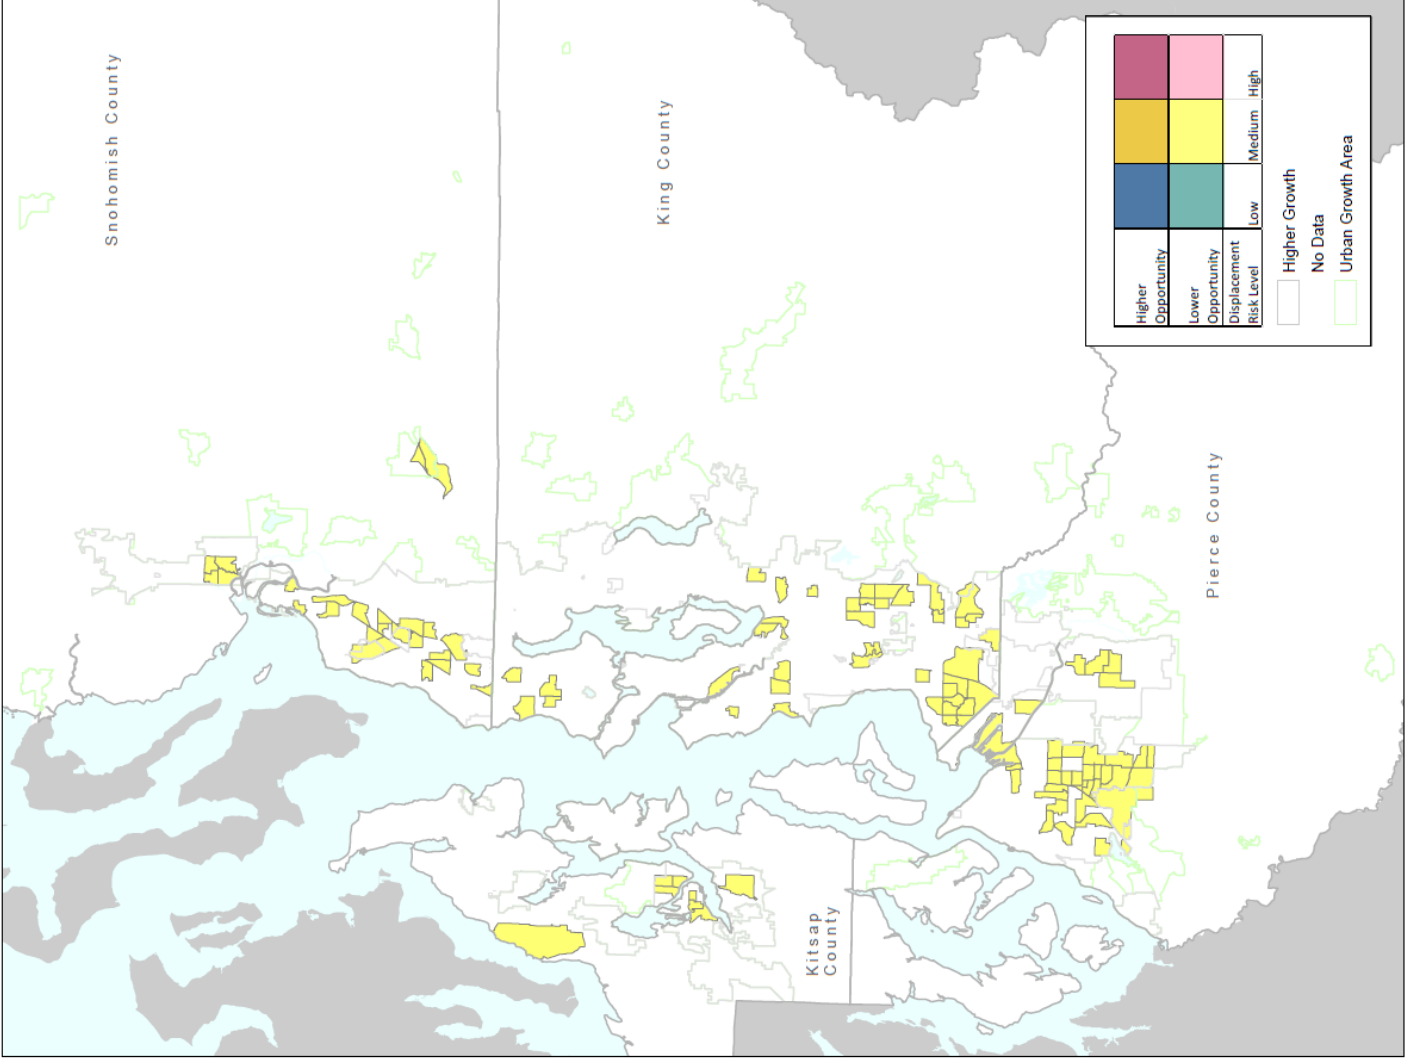 Snohomish County
King County
Pierce County
Kitsap
County
Higher
Opportunity
Lower
Opportunity
Displacement
Risk Level
Low
Medium
High
Higher Growth
No Data
Urban Growth Area